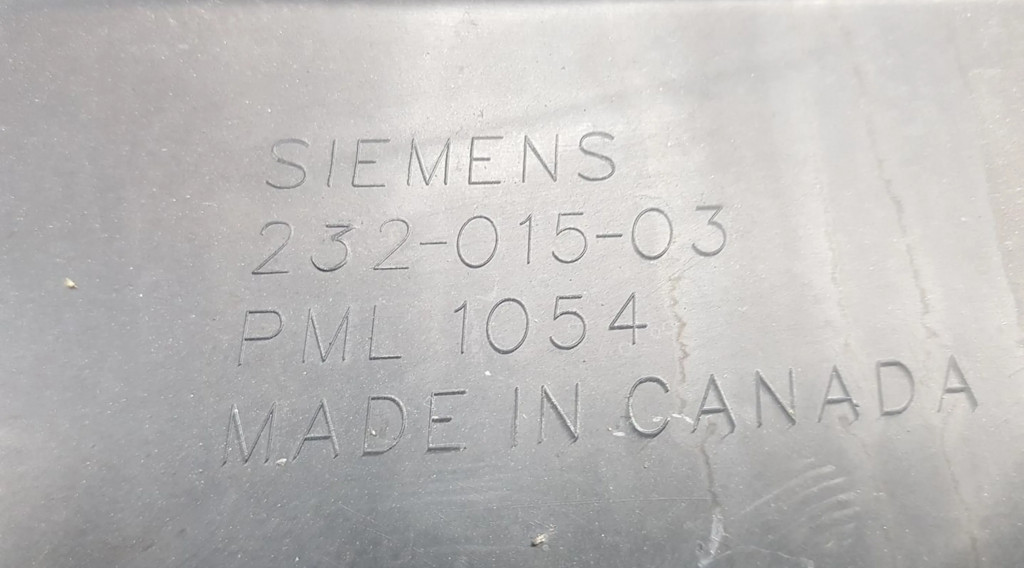 SIEMENS
232-015-03
PML 1054
MADE IN CANADA